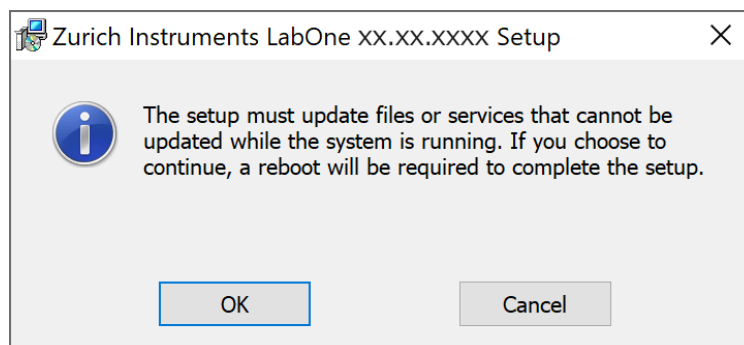 Zurich Instruments LabOne xx.xx.xxxx Setup
The setup must update files or services that cannot be
updated while the system is running. If you choose to
continue, a reboot will be required to complete the setup.
OK
Cancel